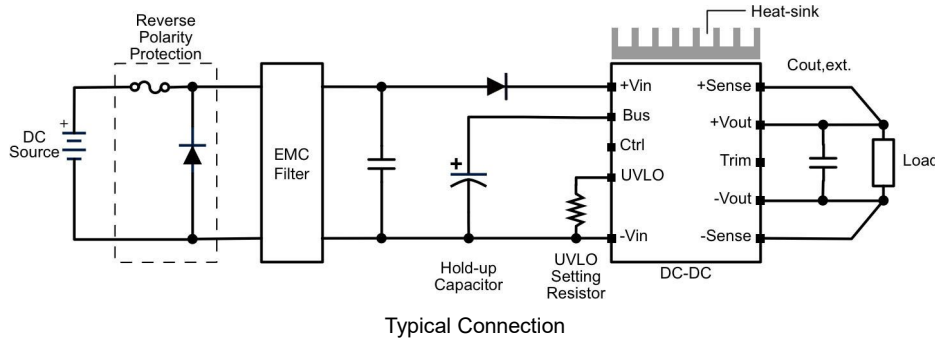 Heat-sink
Reverse
Polarity
Protection
Cout,ext.
+
DC
Source
EMC
Filter
+
+Vin
Bus
Ctrl
UVLO
-Vin
+Sense
+Vout
Trim
-Vout
-Sense
Load
Hold-up
Capacitor
UVLO
Setting
Resistor
DC-DC
Typical Connection